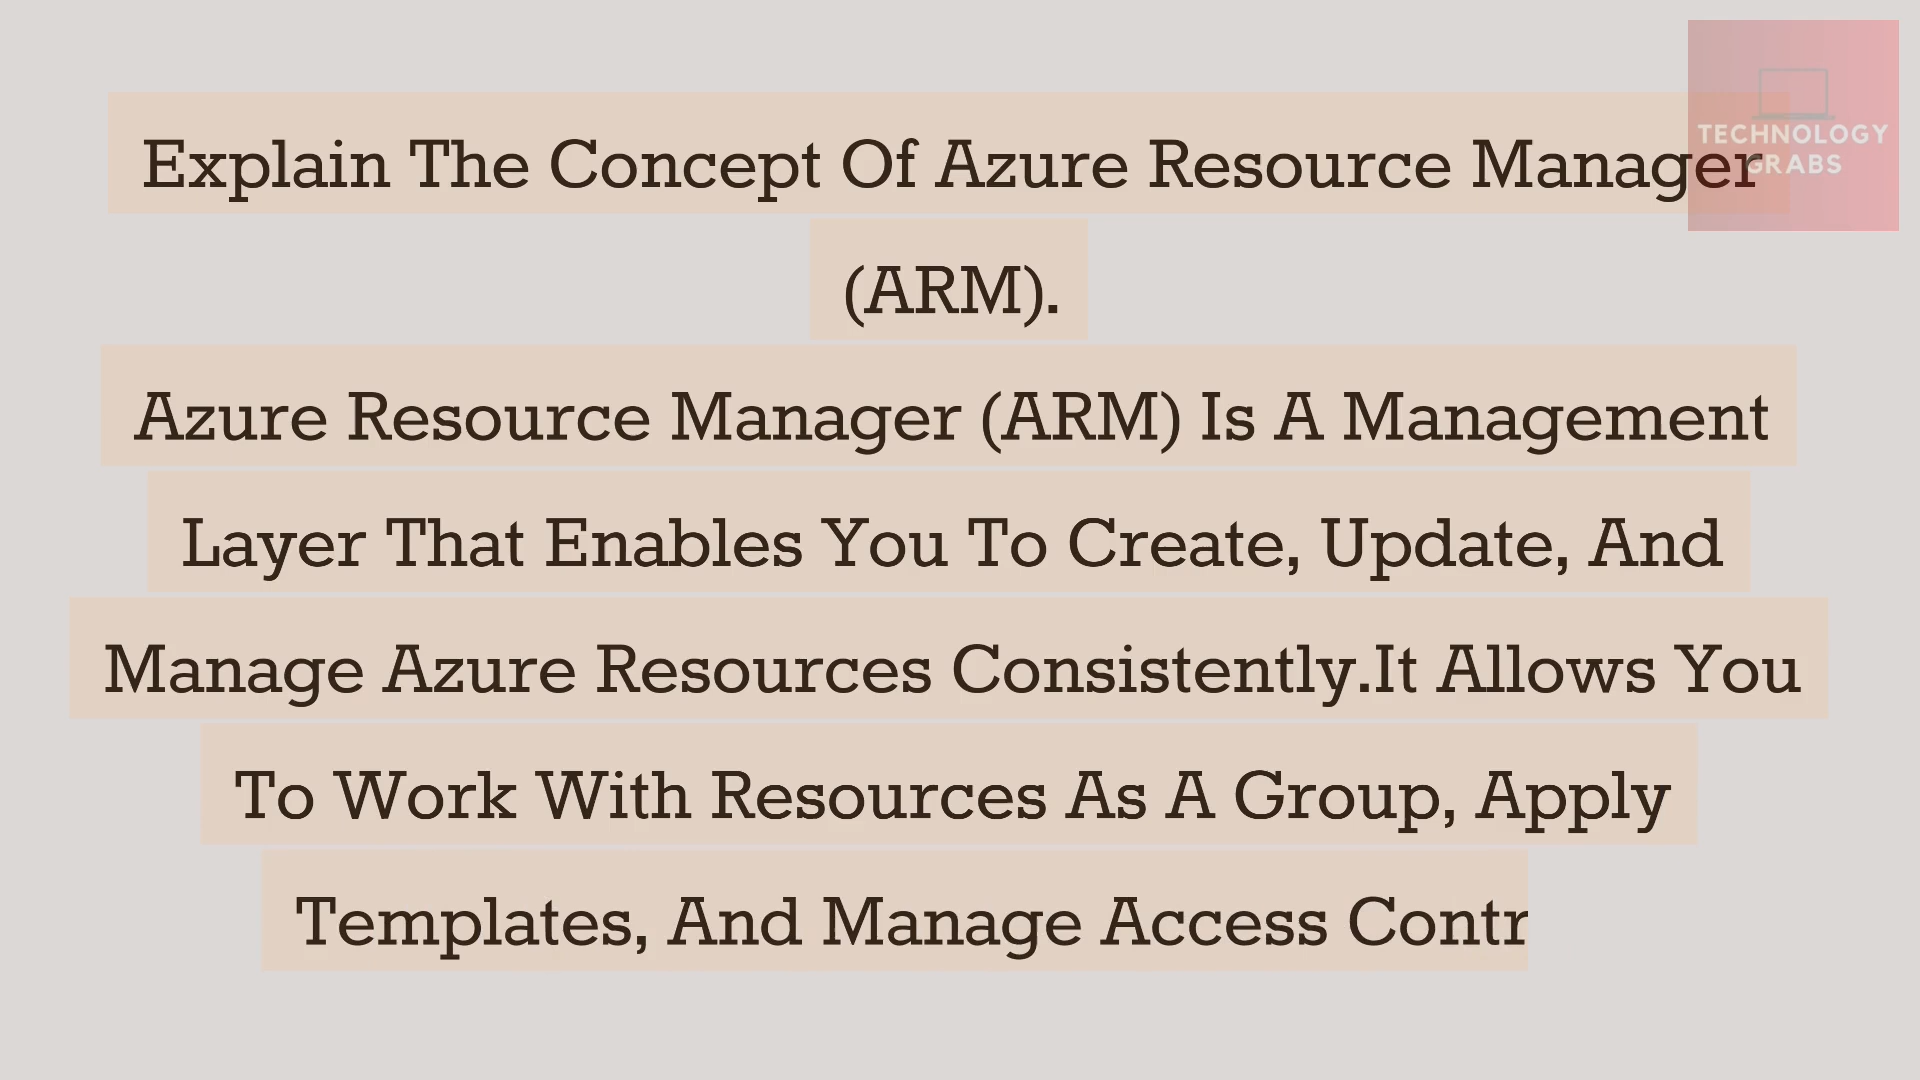 Explain The Concept Of Azure Resource Manager
(ARM).
Azure Resource Manager (ARM) Is A Management
Layer That Enables You To Create, Update, And
Manage Azure Resources Consistently.It Allows You
To Work With Resources As A Group, Apply
Templates, And Manage Access Contr
TECHNOLOGY
GRABS